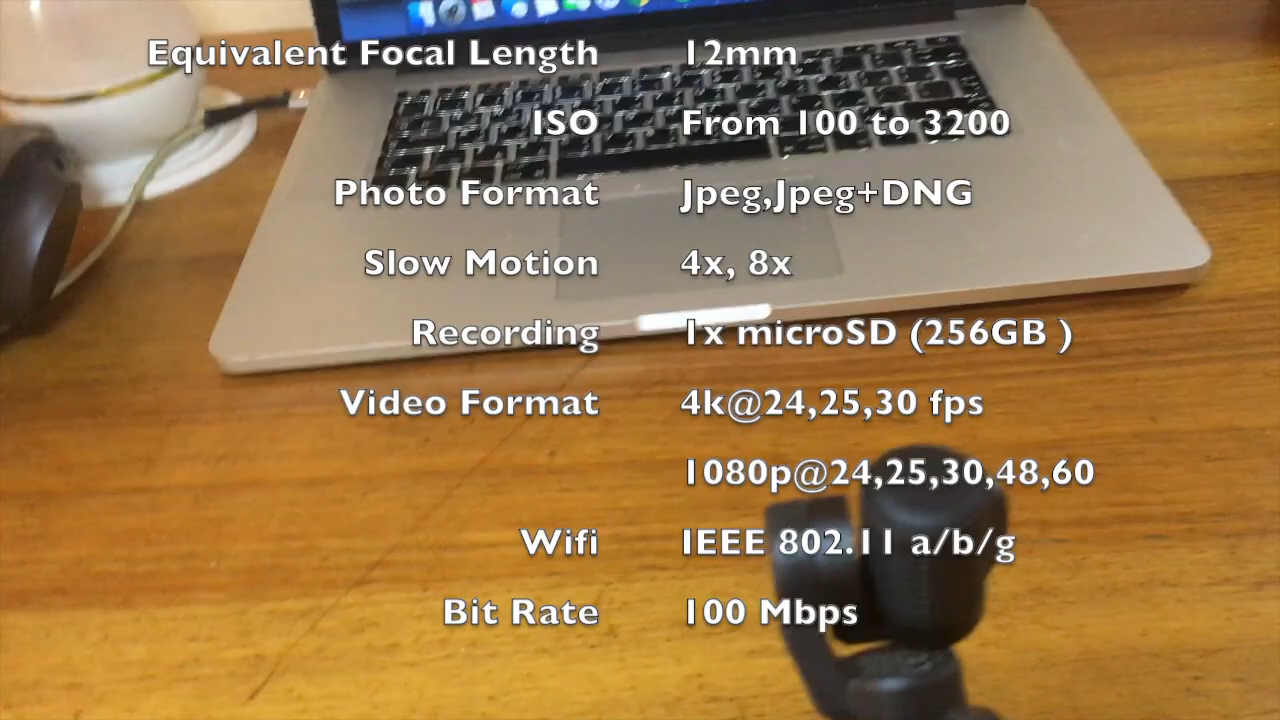 Equivalent Focal Length 12mm
ISO From 100 to 3200
Photo Format Jpeg,Jpeg+DNG
Slow Motion 4x, 8x
Recording 1x microSD (256GB )
Video Format 4k@24,25,30 fps
1080p@24,25,30,48,60
Wifi IEEE 802.11 a/b/g
Bit Rate 100 Mbps